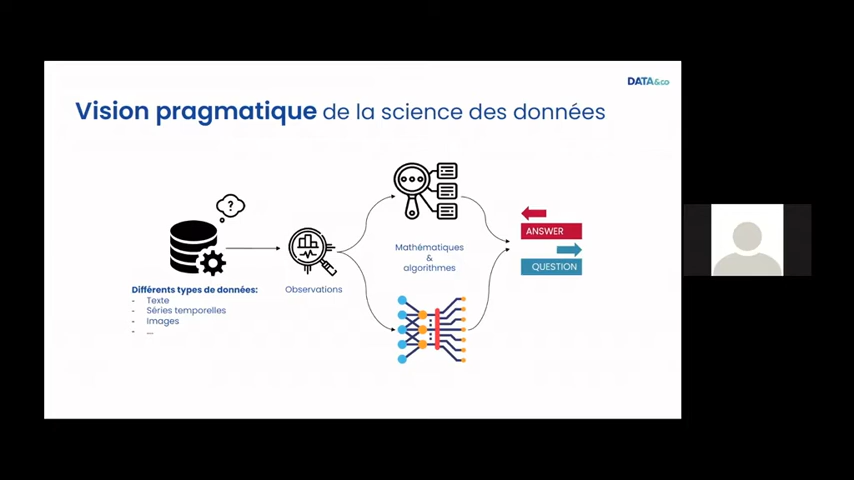 DATA&co
Vision pragmatique de la science des données
?
Différents types de données:
- Texte
- Séries temporelles
- Images
- ...
Observations
Mathématiques
&
algorithmes
ANSWER
QUESTION